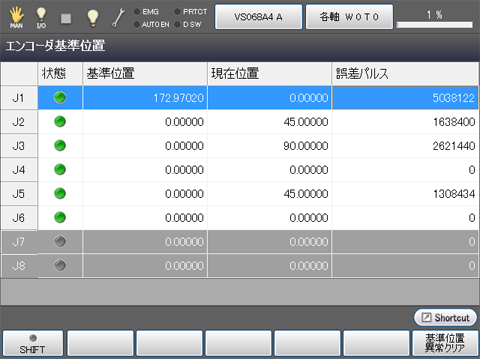 MAN I/O EMG PRTCT VS068A4 A 各軸 W0T0 1 %
AUTO EN D SW
エンコーダ基準位置
状態 基準位置 現在位置 誤差パルス
J1 172.97020 0.00000 5038122
J2 0.00000 45.00000 1638400
J3 0.00000 90.00000 2621440
J4 0.00000 0.00000 0
J5 0.00000 45.00000 1308434
J6 0.00000 0.00000 0
J7 0.00000 0.00000 0
J8 0.00000 0.00000 0
Shortcut
SHIFT 基準位置
異常クリア